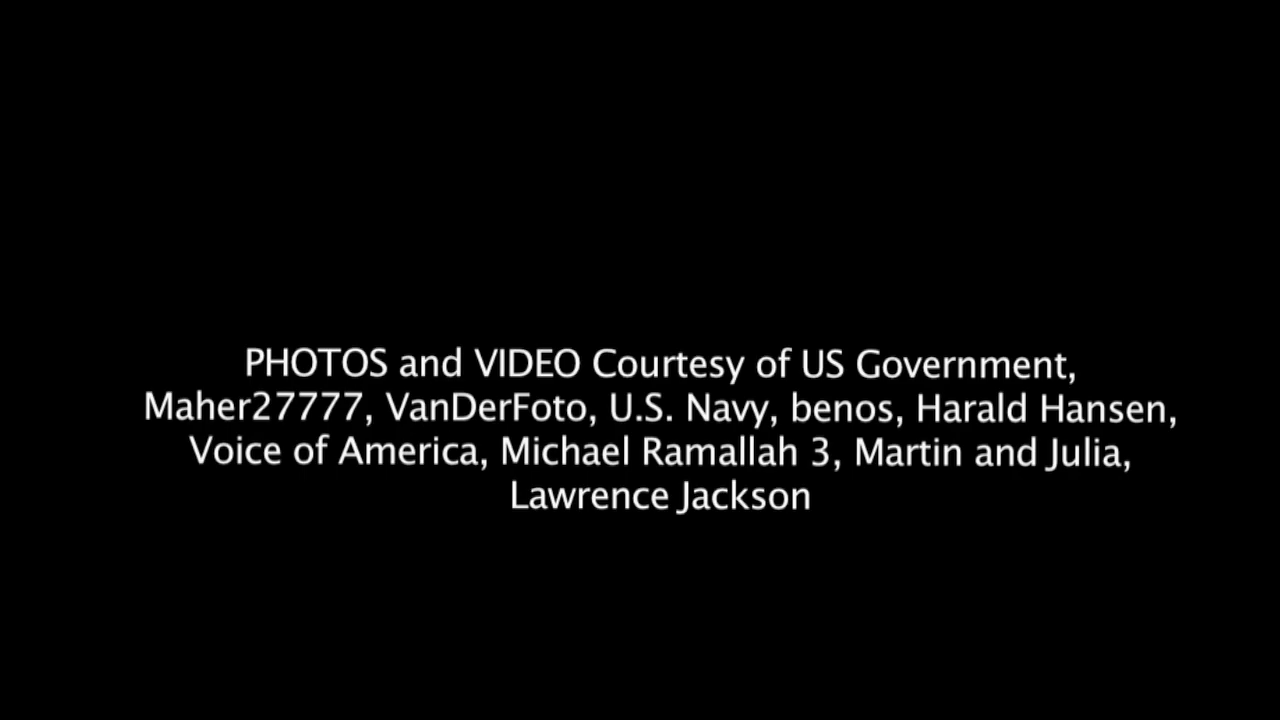 PHOTOS and VIDEO Courtesy of US Government,
Maher27777, VanDerFoto, U.S. Navy, benos, Harald Hansen,
Voice of America, Michael Ramallah 3, Martin and Julia,
Lawrence Jackson